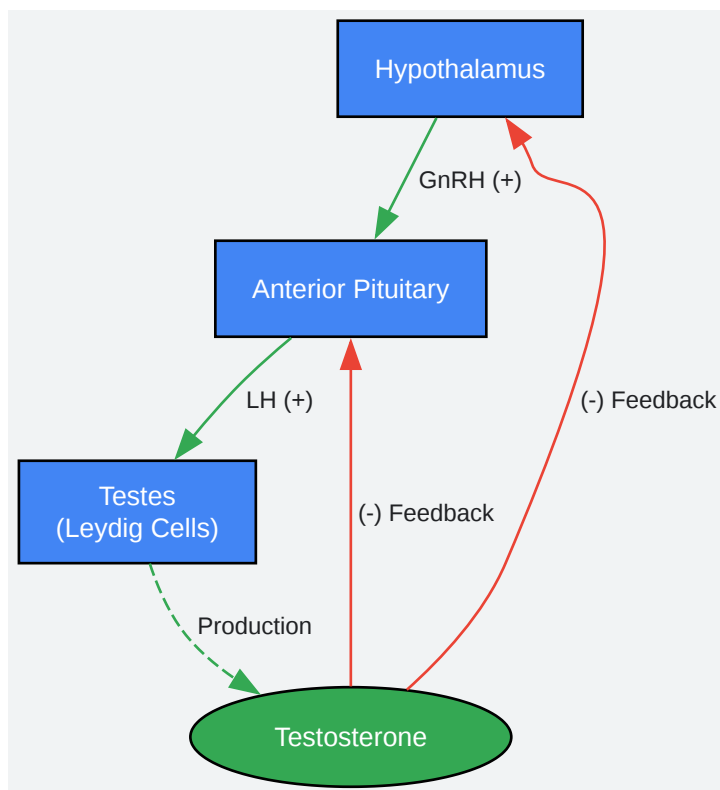 Hypothalamus
GnRH (+)
Anterior Pituitary
LH (+)
(-) Feedback
Testes
(Leydig Cells)
(-) Feedback
Production
Testosterone